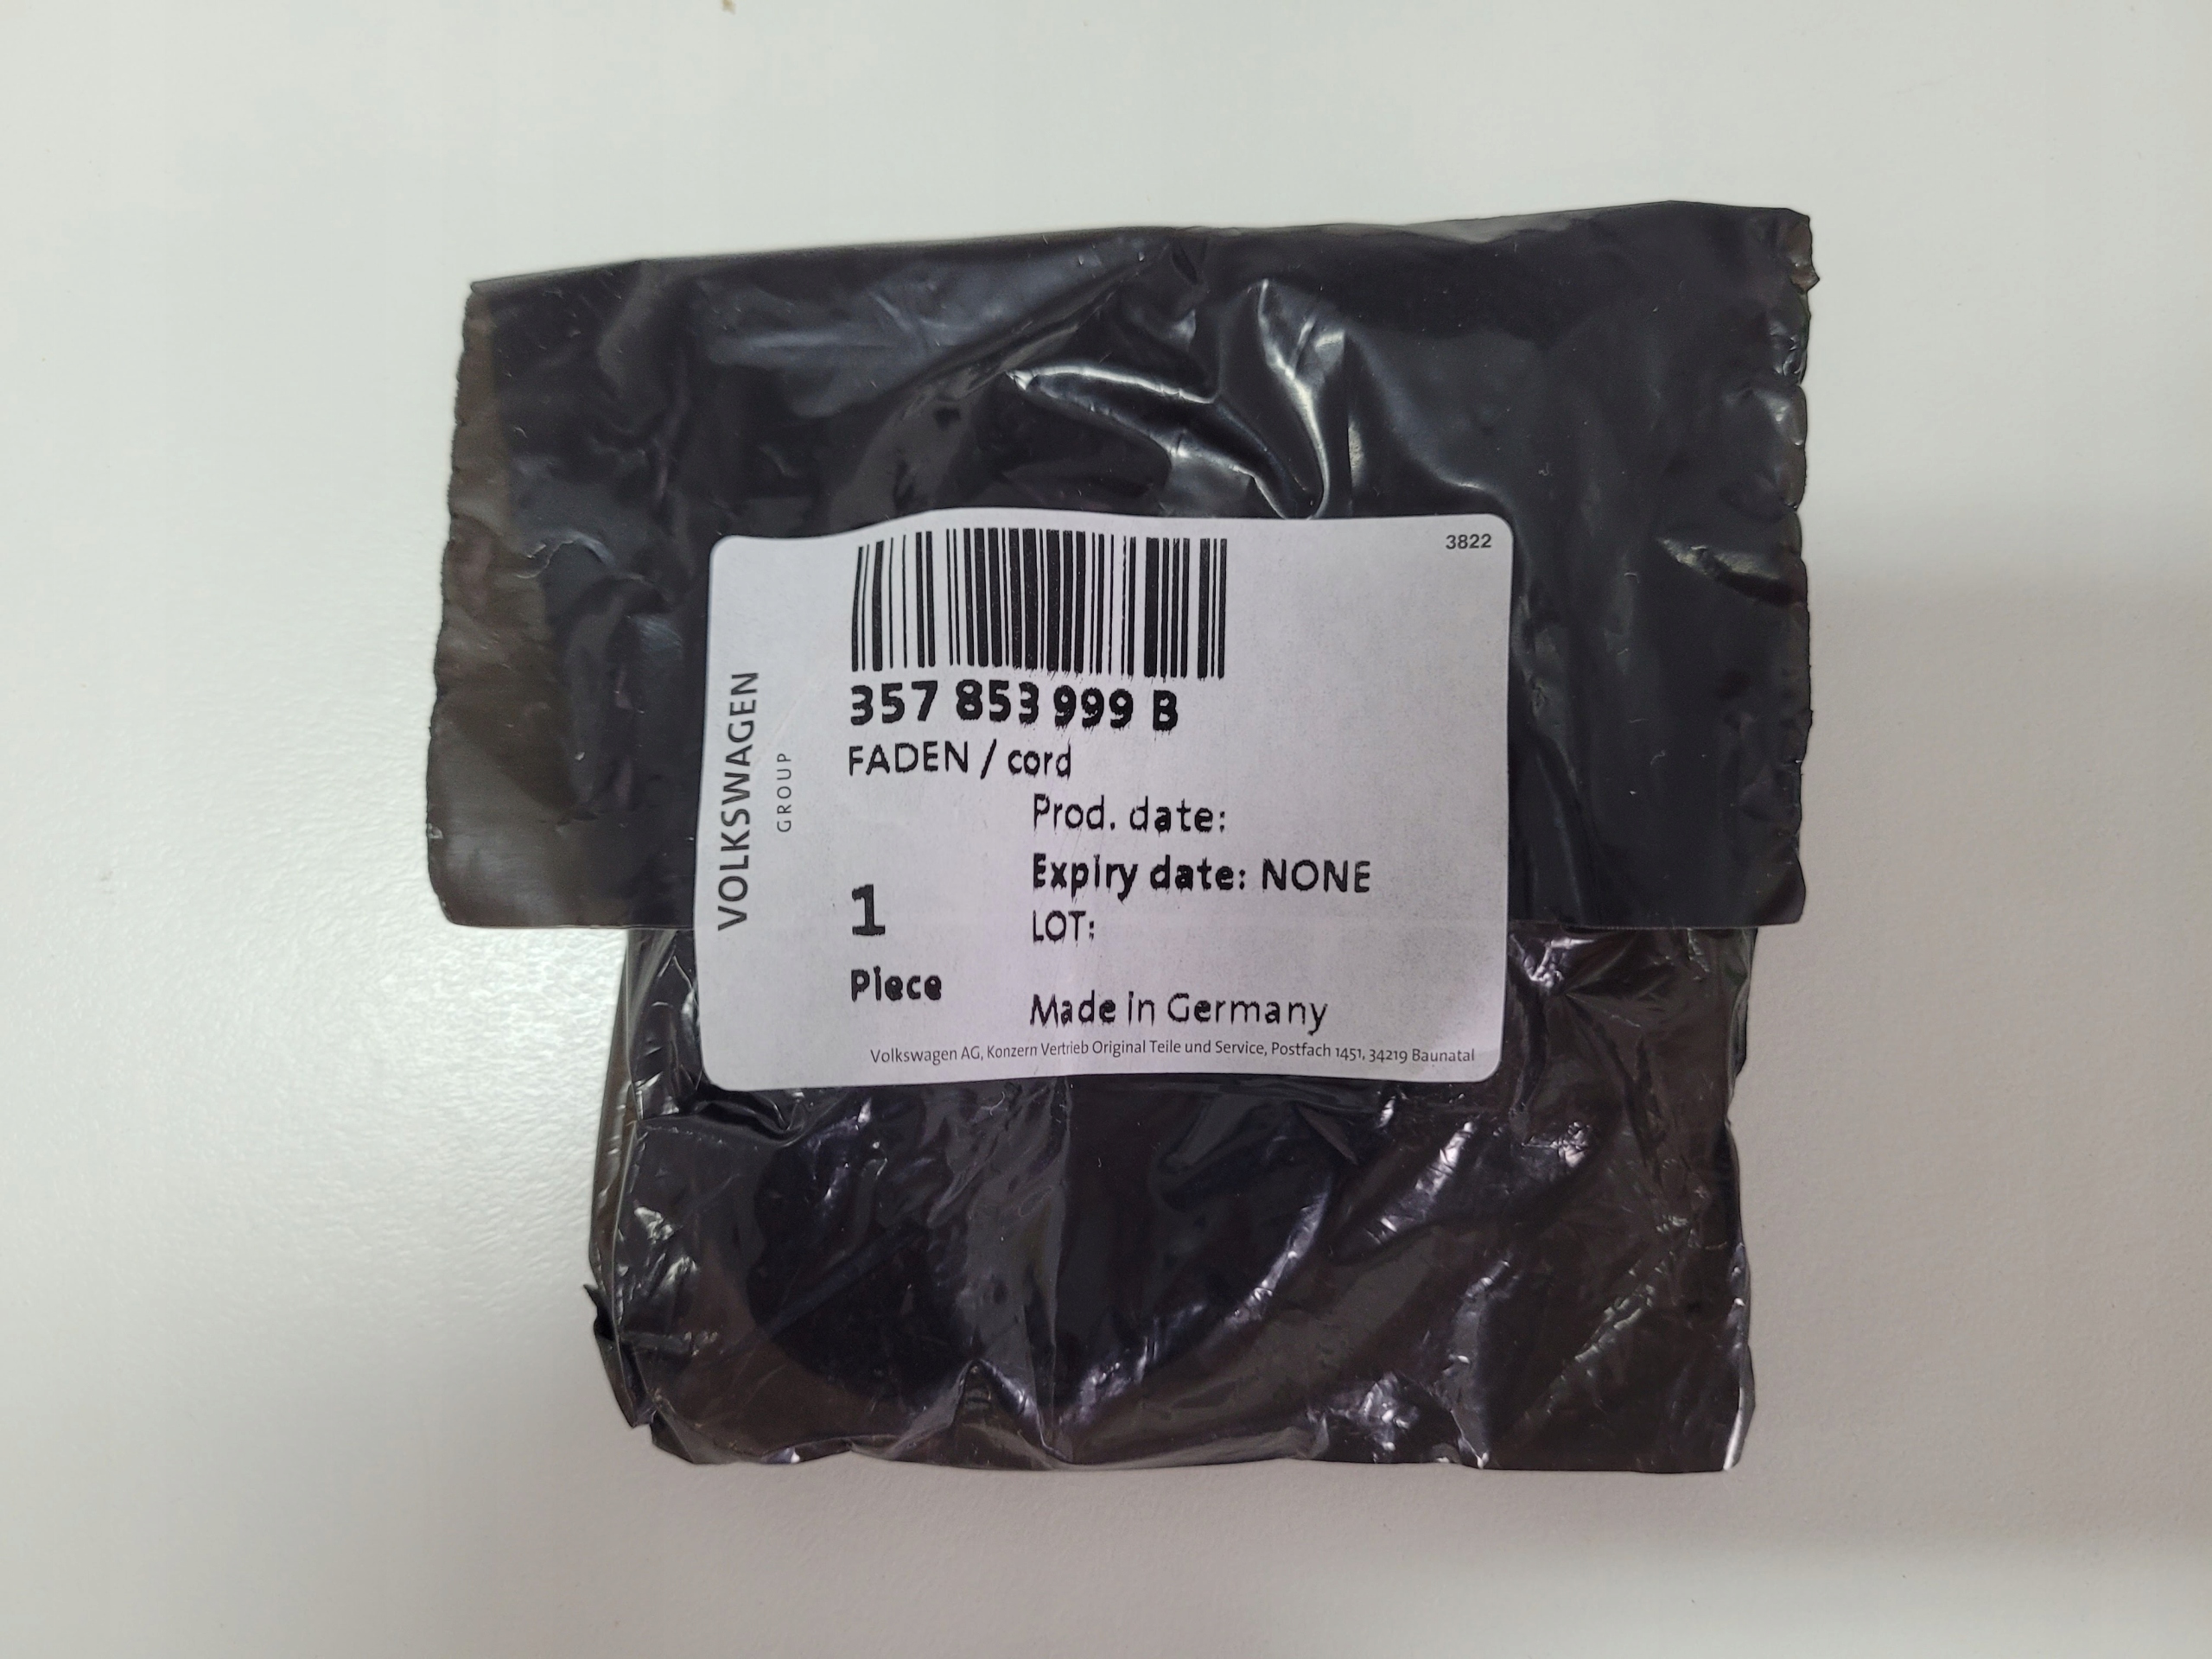 3822
VOLKSWAGEN
GROUP
357 853 999 B
FADEN / cord
Prod. date:
Expiry date: NONE
1
LOT:
Piece
Made in Germany
Volkswagen AG, Konzern Vertrieb Original Teile und Service, Postfach 1451, 34219 Baunatal